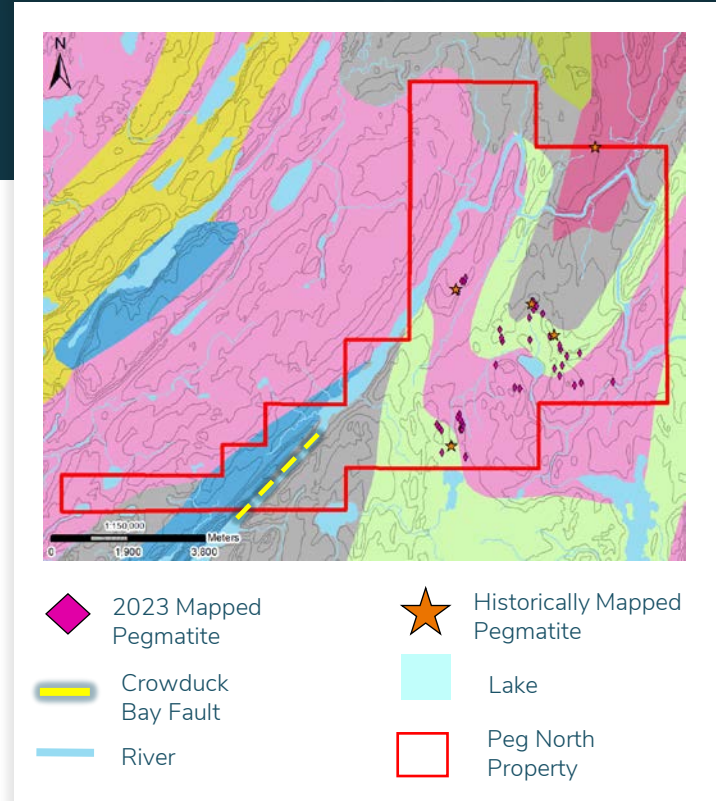 N
1:150,000
Meters
0 1,900 3,800
2023 Mapped
Pegmatite
Historically Mapped
Pegmatite
Crowduck
Bay Fault
Lake
River
Peg North
Property